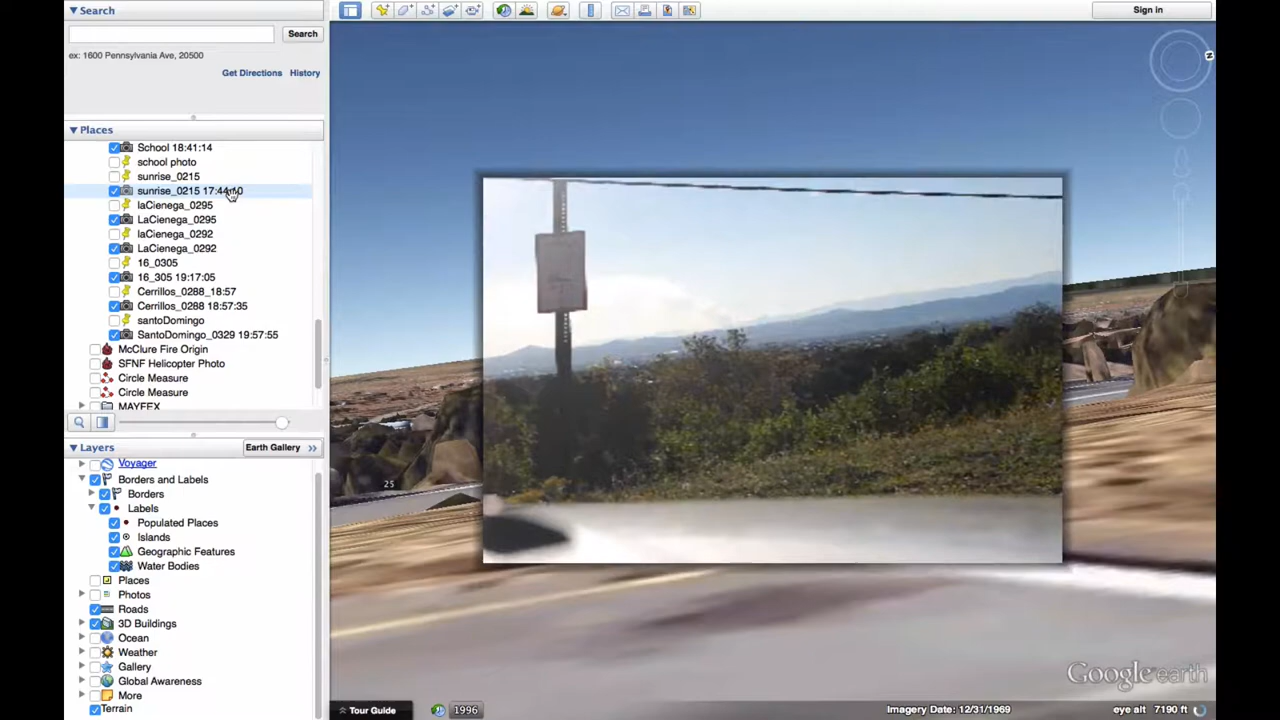 Search
Sign in
Search
ex: 1600 Pennsylvania Ave, 20500
Get Directions History
Places
School 18:41:14
school photo
sunrise_0215
sunrise_0215 17:44:10
laCienega_0295
LaCienega_0295
laCienega_0292
LaCienega_0292
16_0305
16_305 19:17:05
Cerrillos_0288_18:57
Cerrillos_0288 18:57:35
santoDomingo
SantoDomingo_0329 19:57:55
McClure Fire Origin
SFNF Helicopter Photo
Circle Measure
Circle Measure
MAYFEX
Layers
Earth Gallery >>
Voyager
Borders and Labels
Borders
Labels
Populated Places
Islands
Geographic Features
Water Bodies
Places
Photos
Roads
3D Buildings
Ocean
Weather
Gallery
Global Awareness
More
Terrain
N
25
Google earth
Tour Guide
1996
Imagery Date: 12/31/1969
eye alt 7190 ft